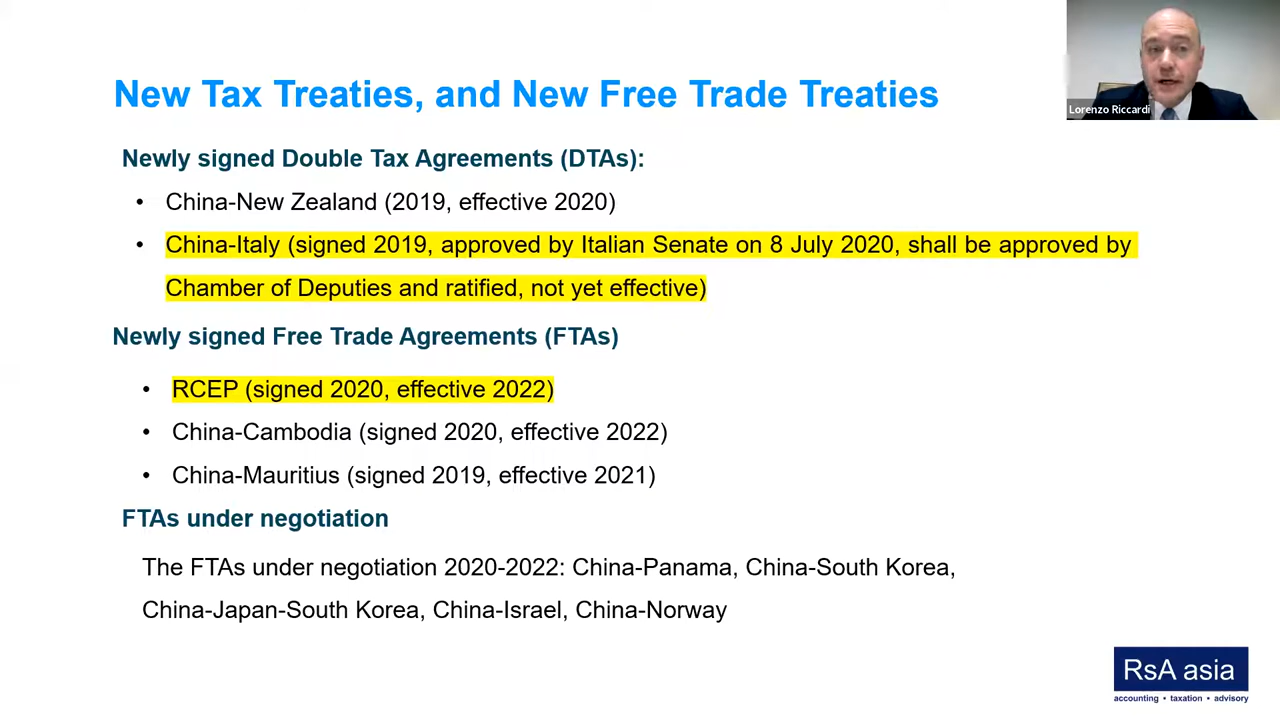 New Tax Treaties, and New Free Trade Treaties
Lorenzo Riccardi
Newly signed Double Tax Agreements (DTAs):
• China-New Zealand (2019, effective 2020)
• China-Italy (signed 2019, approved by Italian Senate on 8 July 2020, shall be approved by
Chamber of Deputies and ratified, not yet effective)
Newly signed Free Trade Agreements (FTAs)
• RCEP (signed 2020, effective 2022)
• China-Cambodia (signed 2020, effective 2022)
• China-Mauritius (signed 2019, effective 2021)
FTAs under negotiation
The FTAs under negotiation 2020-2022: China-Panama, China-South Korea,
China-Japan-South Korea, China-Israel, China-Norway
RsA asia
accounting • taxation • advisory